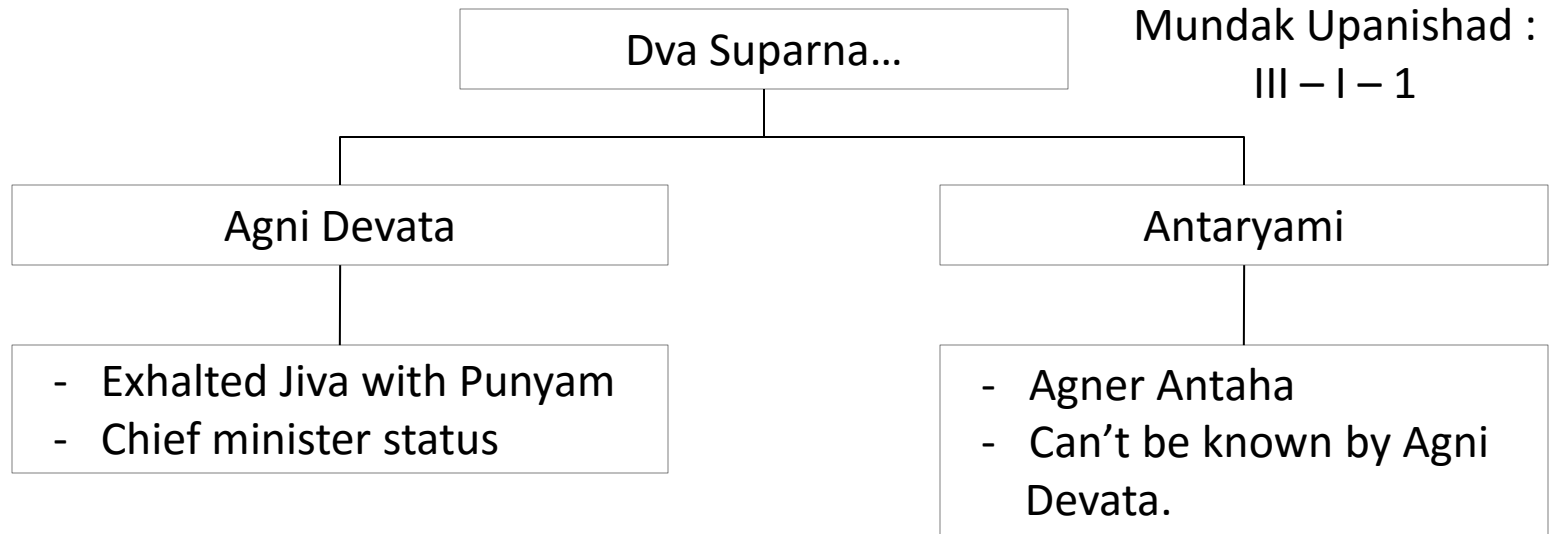 Dva Suparna…
Mundak Upanishad :
III – I – 1
Agni Devata
Antaryami
- Exhalted Jiva with Punyam
- Chief minister status
- Agner Antaha
- Can’t be known by Agni
Devata.